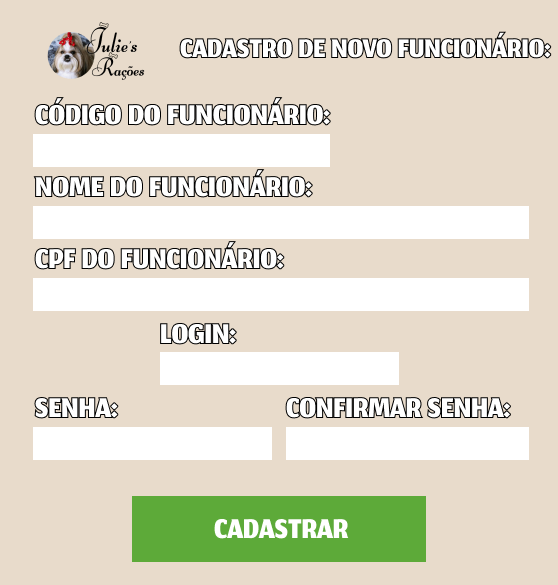 Julie's
Rações
CADASTRO DE NOVO FUNCIONÁRIO:
CÓDIGO DO FUNCIONÁRIO:
NOME DO FUNCIONÁRIO:
CPF DO FUNCIONÁRIO:
LOGIN:
SENHA: CONFIRMAR SENHA:
CADASTRAR